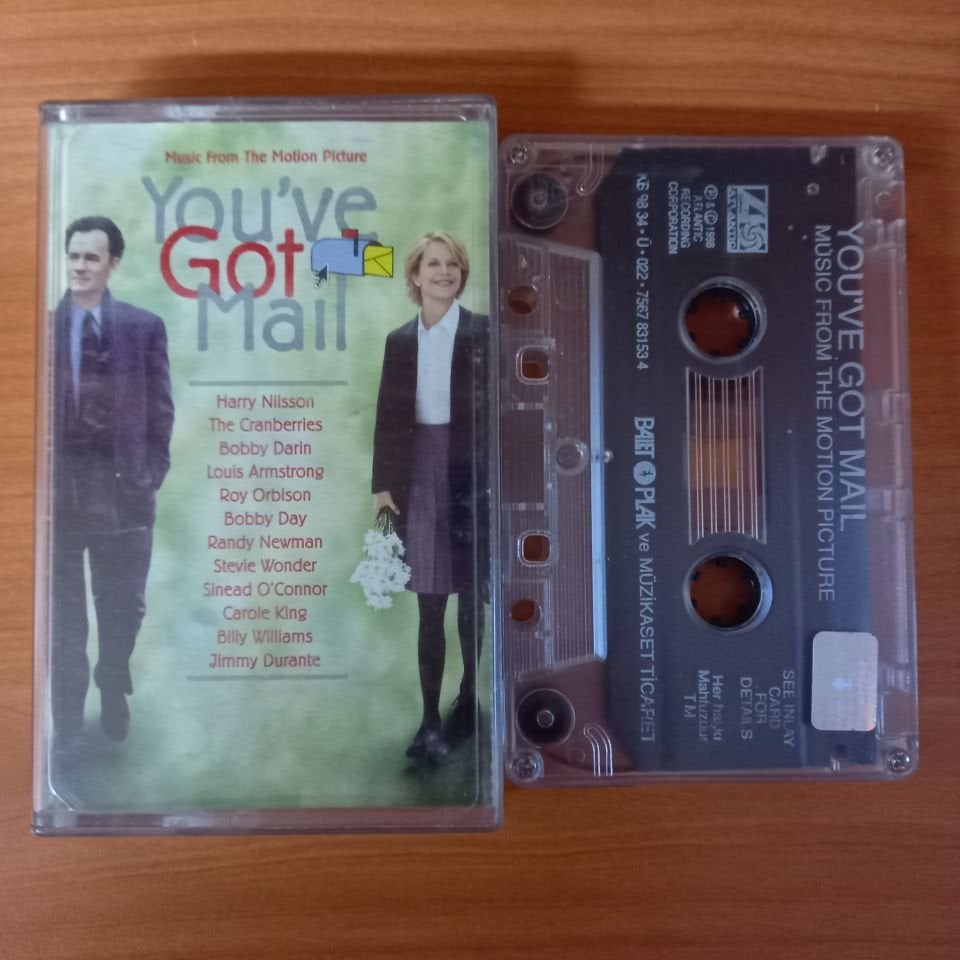 Music From The Motion Picture
You've
Got
Mail
Harry Nilsson
The Cranberries
Bobby Darin
Louis Armstrong
Roy Orbison
Bobby Day
Randy Newman
Stevie Wonder
Sinead O'Connor
Carole King
Billy Williams
Jimmy Durante
YOU'VE GOT MAIL
MUSIC FROM THE MOTION PICTURE
ATLANTIC
℗ & © 1998
ATLANTIC
RECORDING
CORPORATION
SEE INLAY
CARD
FOR
DETAILS
Her hakkı
Mahfuzdur
TM
KB 98 34 • Ü • 022 • 7567 83153 4
BALET PLAK ve MÜZİKASET TİCARET